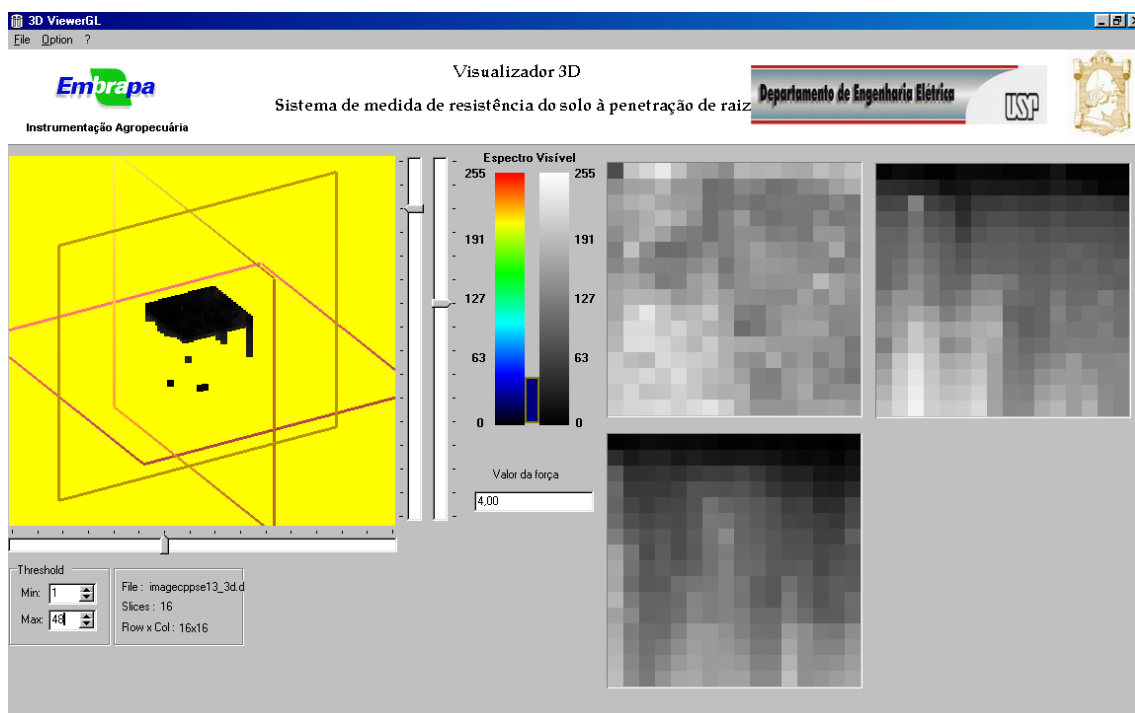 3D ViewerGL
File Option ?
Embrapa
Instrumentação Agropecuária
Visualizador 3D
Sistema de medida de resistência do solo à penetração de raiz
Departamento de Engenharia Elétrica
USP
Espectro Visível
255 255
191 191
127 127
63 63
0 0
Valor da força
4,00
Threshold
Min: 1
Max: 48
File : imagecppse13_3d.d
Slices : 16
Row x Col : 16x16